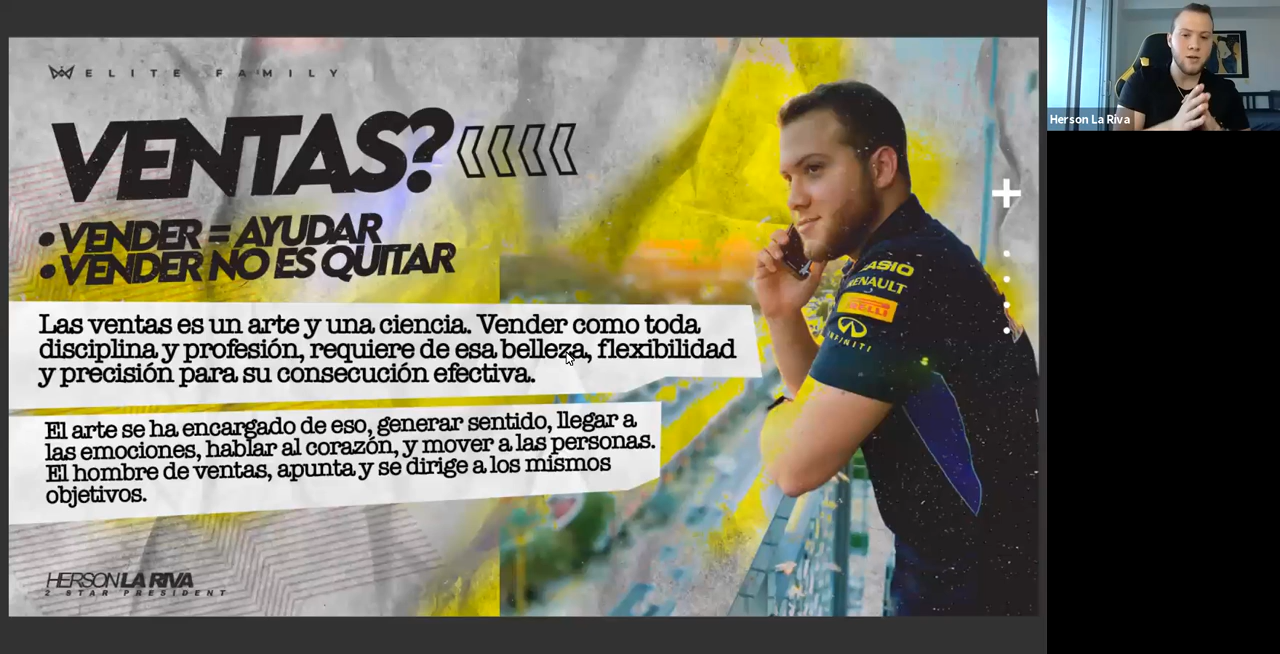 ELITE FAMILY
VENTAS?
• VENDER = AYUDAR
• VENDER NO ES QUITAR
Las ventas es un arte y una ciencia. Vender como toda
disciplina y profesión, requiere de esa belleza, flexibilidad
y precisión para su consecución efectiva.
El arte se ha encargado de eso, generar sentido, llegar a
las emociones, hablar al corazón, y mover a las personas.
El hombre de ventas, apunta y se dirige a los mismos
objetivos.
HERSON LA RIVA
2 STAR PRESIDENT
CASIO
RENAULT
PIRELLI
INFINITI
Herson La Riva